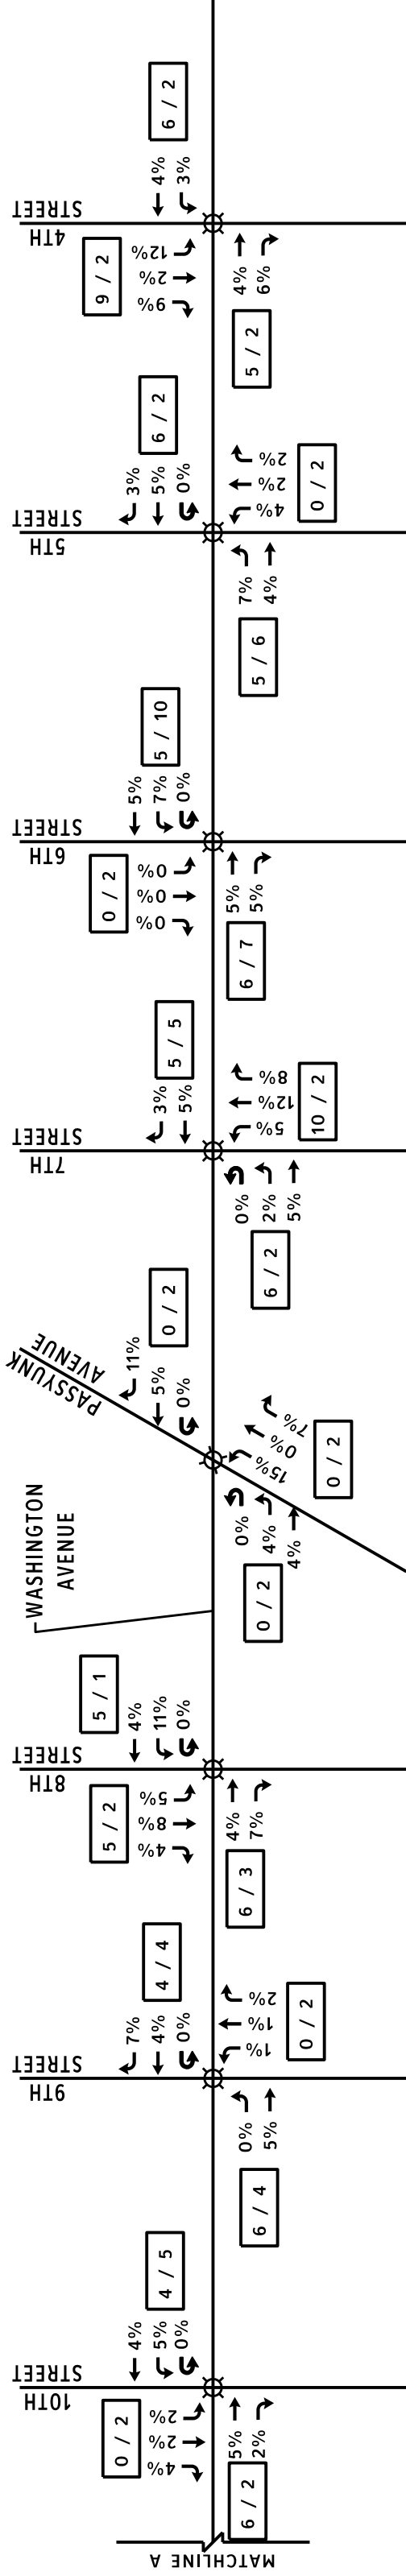 6 / 2
4%
3%
4TH
STREET
9 / 2
12%
2%
9%
4%
6%
5 / 2
6 / 2
3%
5%
0%
2%
2%
4%
0 / 2
5TH
STREET
7%
4%
5 / 6
5 / 10
5%
7%
0%
6TH
STREET
0 / 2
0%
0%
0%
5%
5%
6 / 7
5 / 5
3%
5%
8%
12%
5%
10 / 2
7TH
STREET
0%
2%
5%
6 / 2
0 / 2
11%
5%
0%
PASSYUNK
AVENUE
7%
0%
15%
0 / 2
0%
4%
4%
0 / 2
WASHINGTON
AVENUE
5 / 1
4%
11%
0%
8TH
STREET
5 / 2
5%
8%
4%
4%
7%
6 / 3
4 / 4
7%
4%
0%
2%
1%
1%
0 / 2
9TH
STREET
0%
5%
6 / 4
4 / 5
4%
5%
0%
10TH
STREET
0 / 2
2%
2%
4%
5%
2%
6 / 2
MATCHLINE A